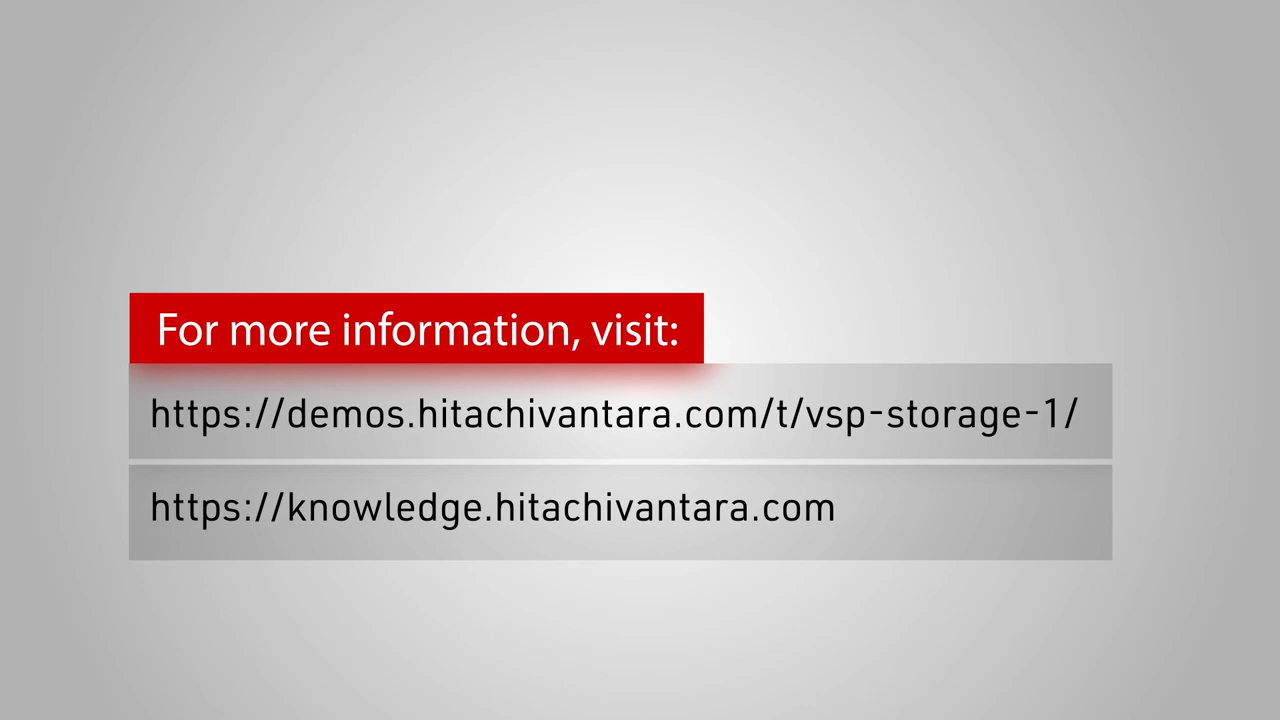 For more information, visit:
https://demos.hitachivantara.com/t/vsp-storage-1/
https://knowledge.hitachivantara.com